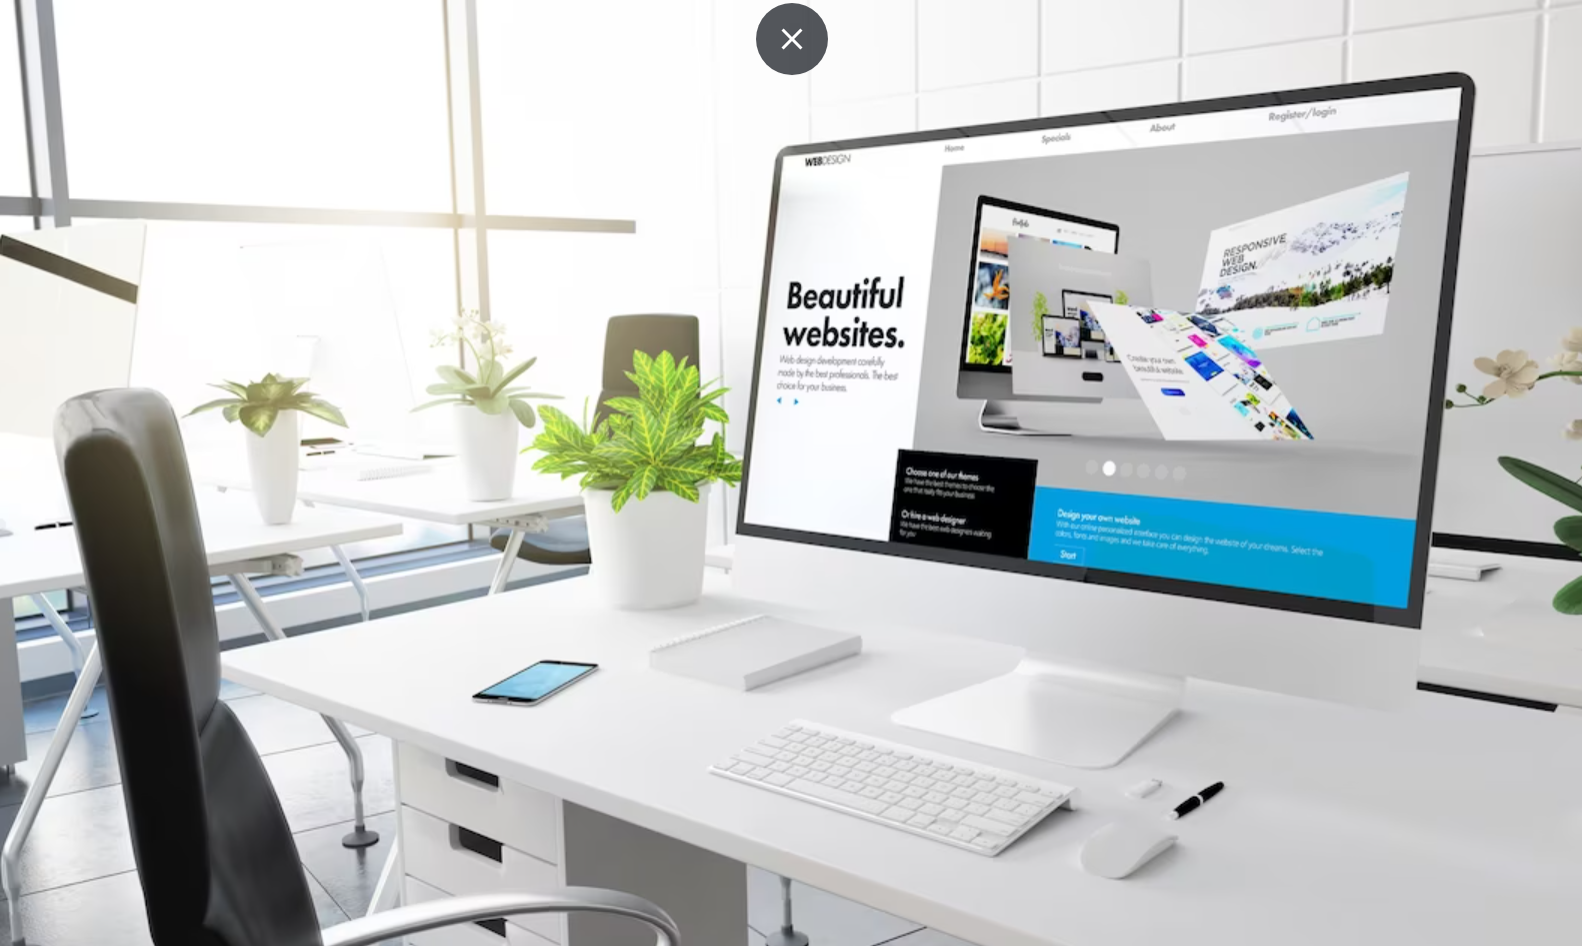 WEBDESIGN
Home
Specials
About
Register/login
Beautiful
websites.
Web design development carefully
made by the best professionals. The best
choice for your business.
RESPONSIVE
WEB
DESIGN.
Create your own
beautiful website
Choose one of our themes
We have the best themes to choose the
one that really fits your business
Or hire a web designer
We have the best web designers waiting
for you
Design your own website
With our online personalized interface you can design the website of your dreams. Select the
colors, fonts and images and we take care of everything.
Start